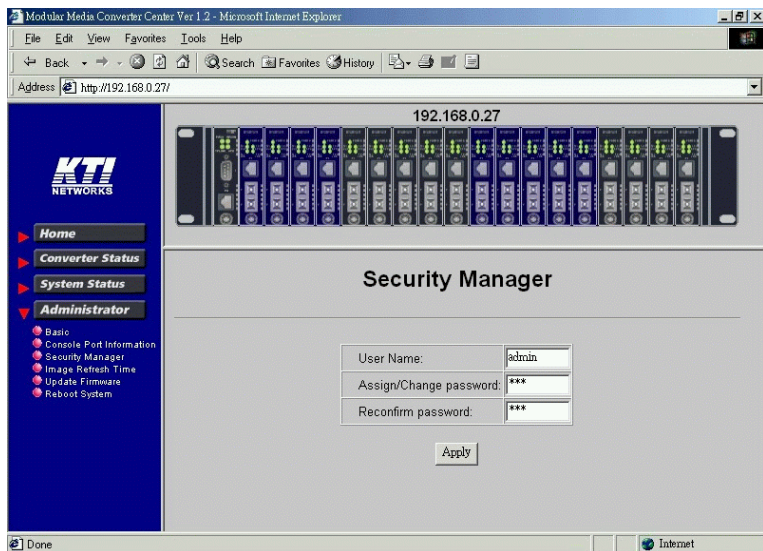 Modular Media Converter Center Ver 1.2 - Microsoft Internet Explorer
File Edit View Favorites Tools Help
Back Search Favorites History
Address http://192.168.0.27/
192.168.0.27
KTI
NETWORKS
Home
Converter Status
System Status
Administrator
Basic
Console Port Information
Security Manager
Image Refresh Time
Update Firmware
Reboot System
Security Manager
User Name: admin
Assign/Change password: ***
Reconfirm password: ***
Apply
Done Internet